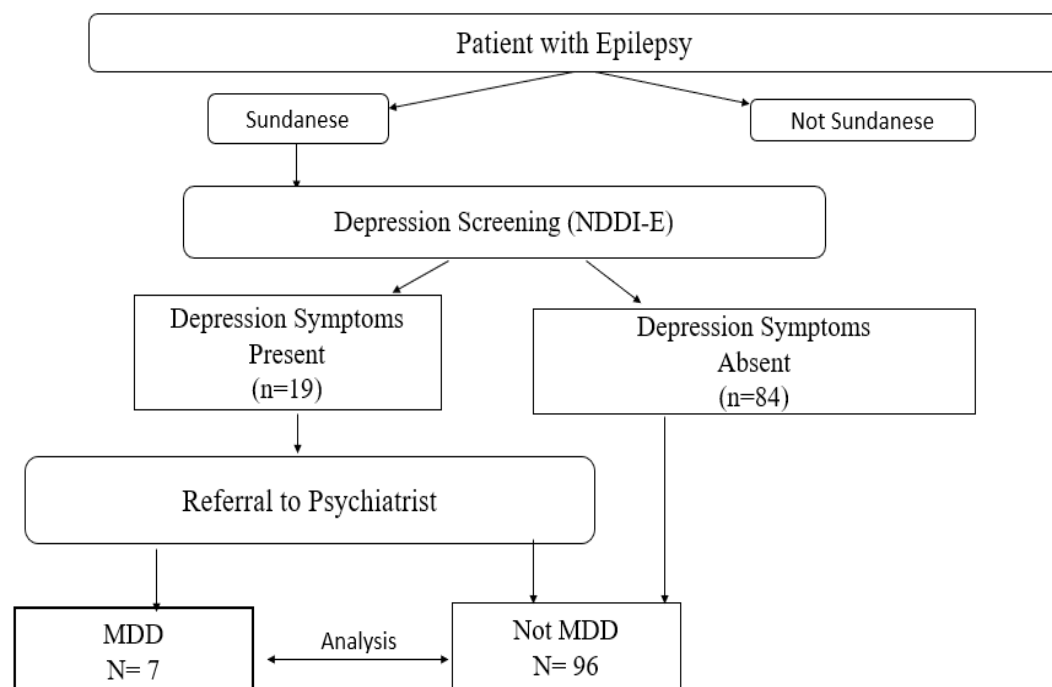 Patient with Epilepsy
Sundanese
Not Sundanese
Depression Screening (NDDI-E)
Depression Symptoms
Present
(n=19)
Depression Symptoms
Absent
(n=84)
Referral to Psychiatrist
MDD
N= 7
Analysis
Not MDD
N= 96